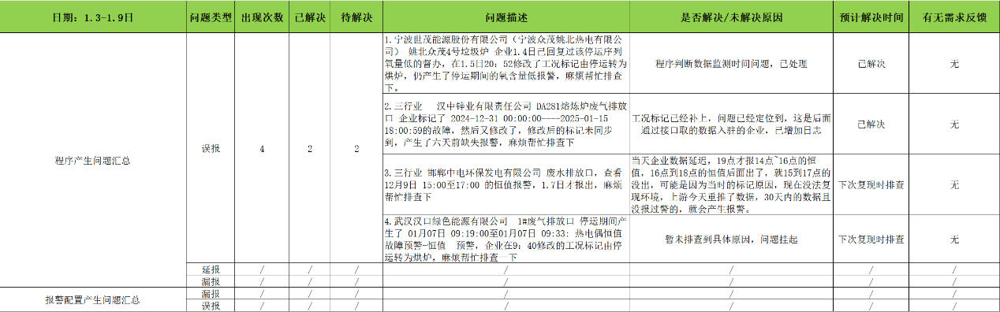 日期：1.3-1.9日
问题类型
出现次数
已解决
待解决
问题描述
是否解决/未解决原因
预计解决时间
有无需求反馈
程序产生问题汇总
误报
4
2
2
1.宁波世茂能源股份有限公司（宁波众茂姚北热电有限公
司） 姚北众茂4号垃圾炉 企业1.4日已回复过该停运序列
氧量低的督办，在1.5日20：52修改了工况标记由停运转为
烘炉，仍产生了停运期间的氧含量低报警，麻烦帮忙排查
下。
程序判断数据监测时间问题，已处理
已解决
无
2.三行业 汉中锌业有限责任公司 DA281熔炼炉废气排放
口 企业标记了 2024-12-31 00:00:00----2025-01-15
18:00:59的故障，然后又修改了，修改后的标记未同步
到，产生了六天前缺失报警，麻烦帮忙排查下
工况标记已经补上，问题已经定位到，这是后面
通过接口取的数据入驻的企业，已增加日志
已解决
无
3.三行业 邯郸中电环保发电有限公司 废水排放口，查看
12月9日 15:00至17:00 的恒值报警，1.7日才报出，麻烦
帮忙排查下
当天企业数据延迟，19点才报14点~16点的恒
值，16点到18点的恒值后面出了，就15到17点的
没出，可能是因为当时的标记原因，现在没法复
现环境，上游今天重推了数据，30天内的数据且
没报过警的，就会产生报警。
下次复现时排查
无
4.武汉汉口绿色能源有限公司 1#废气排放口 停运期间产
生了 01月07日 09:19:00至01月07日 09:33: 热电偶恒值
故障预警-恒值 预警，企业在9：40修改的工况标记由停
运转为烘炉，麻烦帮忙排查一下
暂未排查到具体原因，问题挂起
下次复现时排查
无
延报
/
/
/
/
/
/
/
漏报
/
/
/
/
/
/
/
报警配置产生问题汇总
漏报
/
/
/
/
/
/
/
误报
/
/
/
/
/
/
/